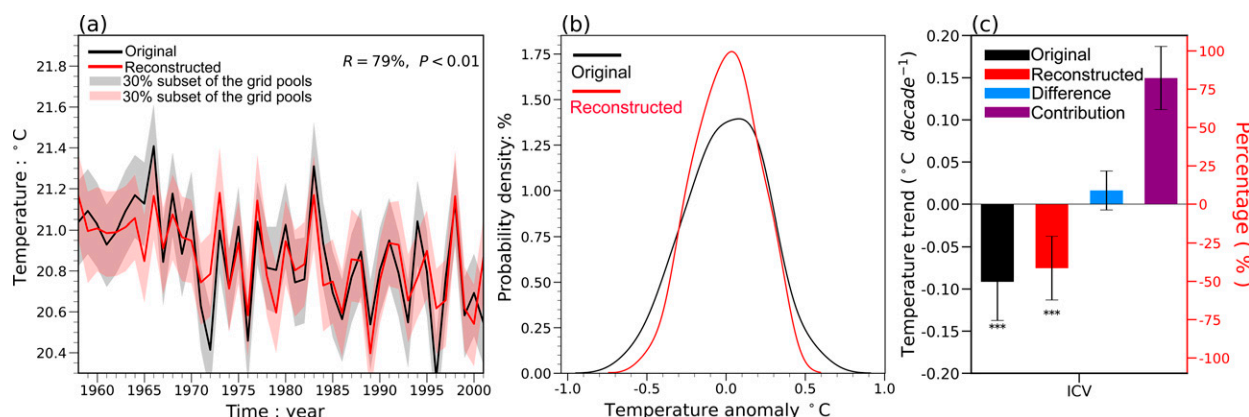 (a)
Original
Reconstructed
30% subset of the grid pools
30% subset of the grid pools
R = 79%, P < 0.01
Temperature : °C
21.8
21.6
21.4
21.2
21.0
20.8
20.6
20.4
1960 1965 1970 1975 1980 1985 1990 1995 2000
Time : year
(b)
Original
Reconstructed
Probability density: %
1.75
1.50
1.25
1.00
0.75
0.50
0.25
0.00
-1.0 -0.5 0.0 0.5 1.0
Temperature anomaly °C
(c)
Original
Reconstructed
Difference
Contribution
Temperature trend ( °C decade⁻¹)
0.20
0.15
0.10
0.05
0.00
-0.05
-0.10
-0.15
-0.20
***
***
ICV
100
75
50
25
0
-25
-50
-75
-100
Percentage ( %)